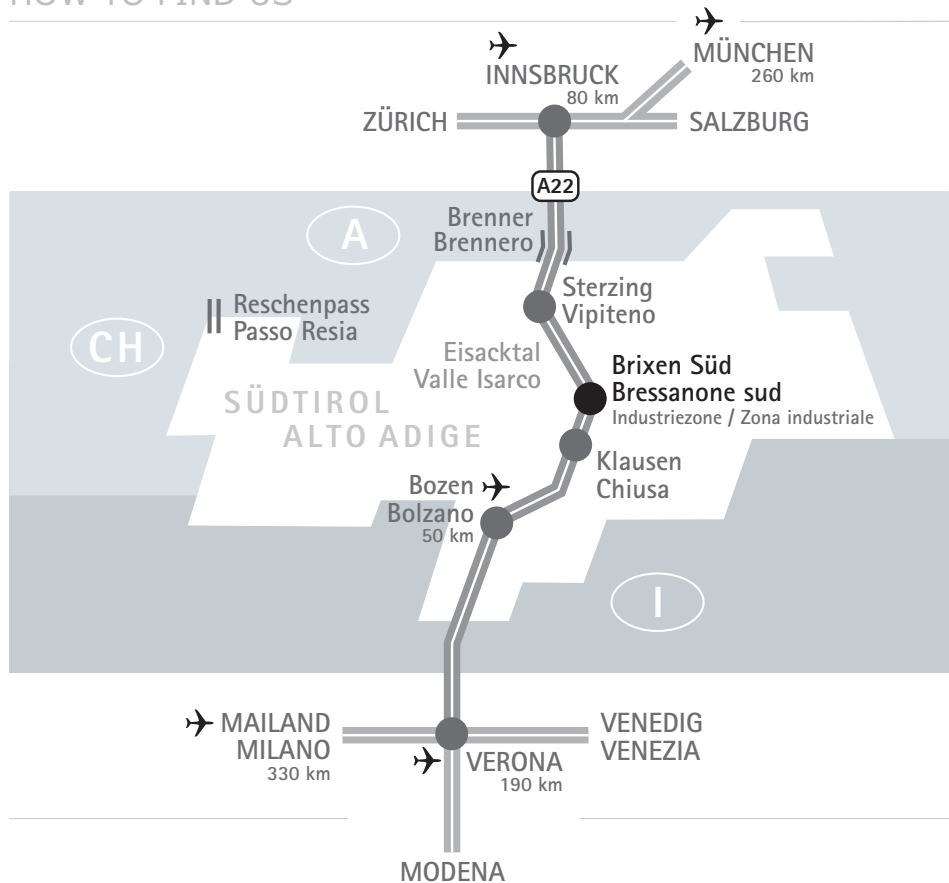 HOW TO FIND US
MÜNCHEN
260 km
INNSBRUCK
80 km
ZÜRICH
SALZBURG
A22
Brenner
Brennero
A
Sterzing
Vipiteno
Reschenpass
Passo Resia
CH
Eisacktal
Valle Isarco
Brixen Süd
Bressanone sud
Industriezone / Zona industriale
SÜDTIROL
ALTO ADIGE
Klausen
Chiusa
Bozen
Bolzano
50 km
I
MAILAND
MILANO
330 km
VENEDIG
VENEZIA
VERONA
190 km
MODENA